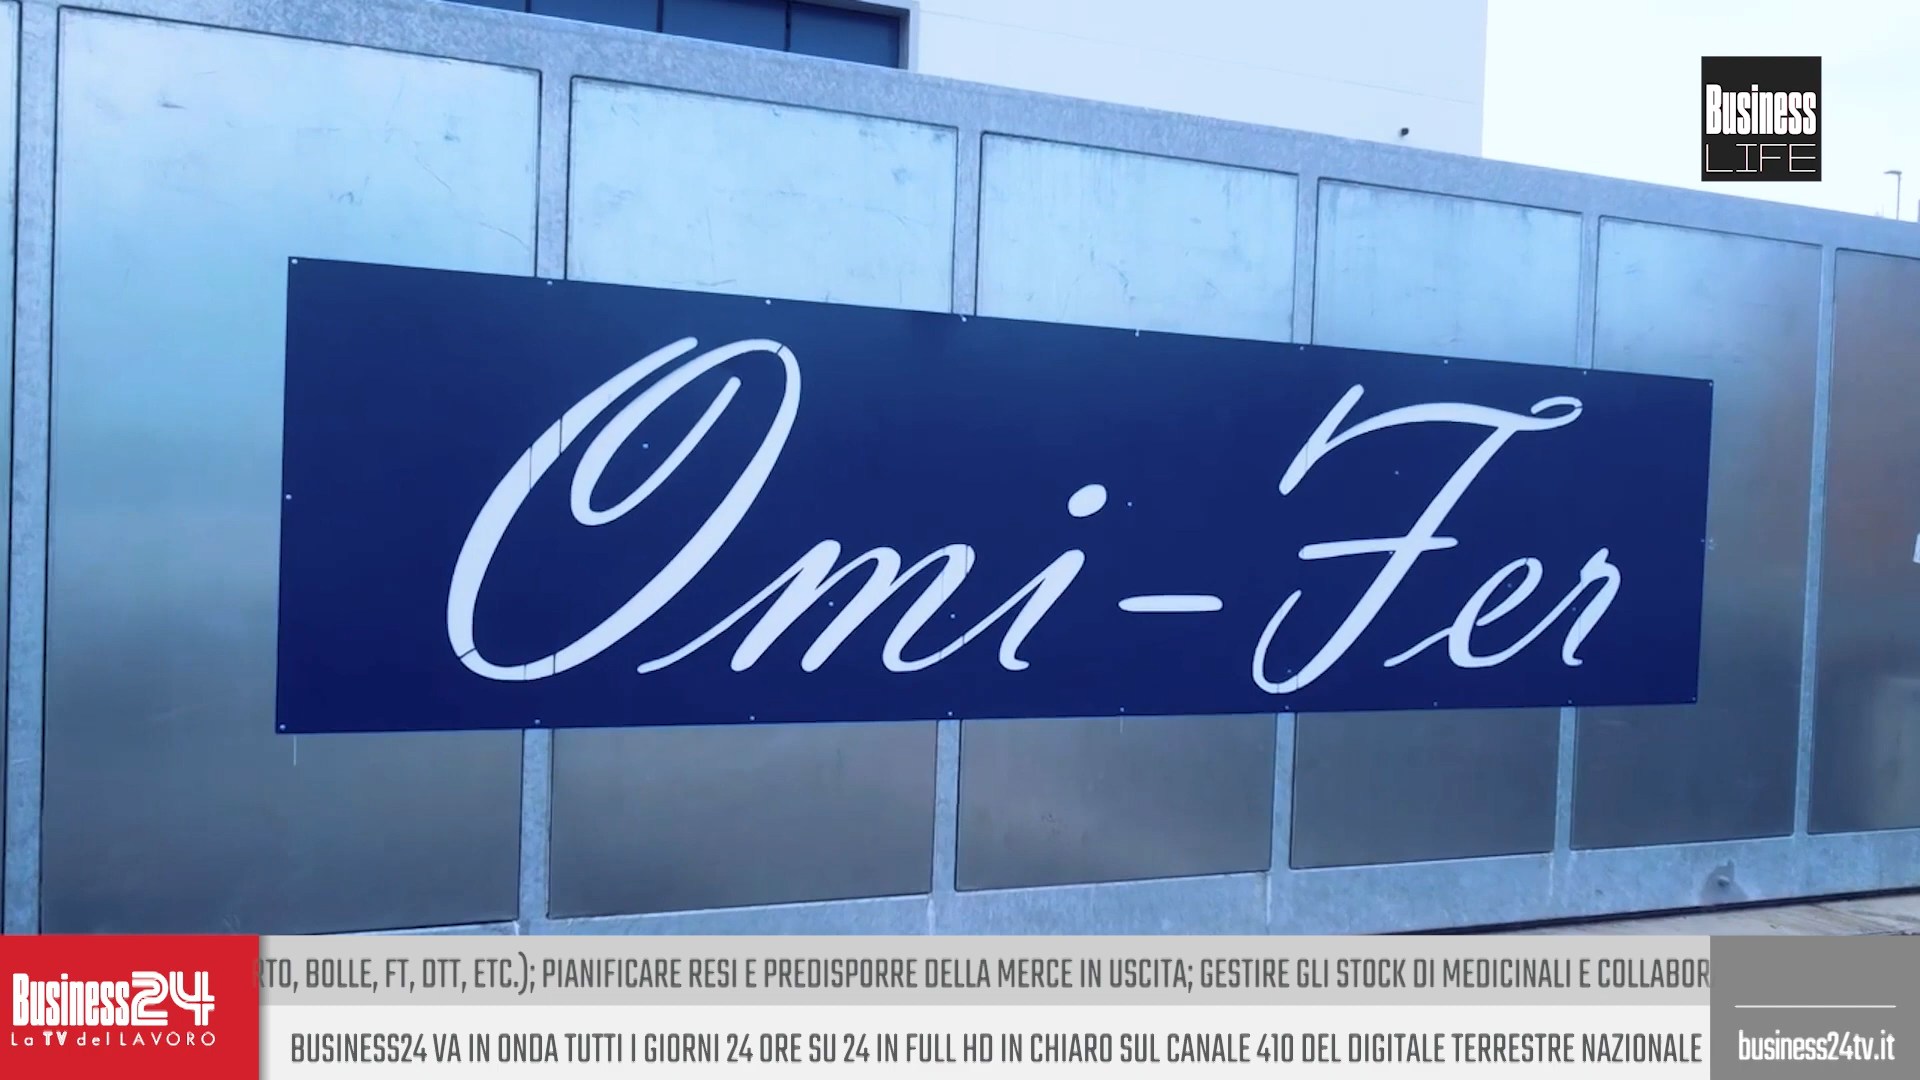 Business
LIFE
Omi-Fer
BOLLE, FT, DTT, ETC.); PIANIFICARE RESI E PREDISPORRE DELLA MERCE IN USCITA; GESTIRE GLI STOCK DI MEDICINALI E
Business24
La TV del LAVORO
BUSINESS24 VA IN ONDA TUTTI I GIORNI 24 ORE SU 24 IN FULL HD IN CHIARO SUL CANALE 410 DEL DIGITALE TERRESTRE NAZIONALE
business24tv.it